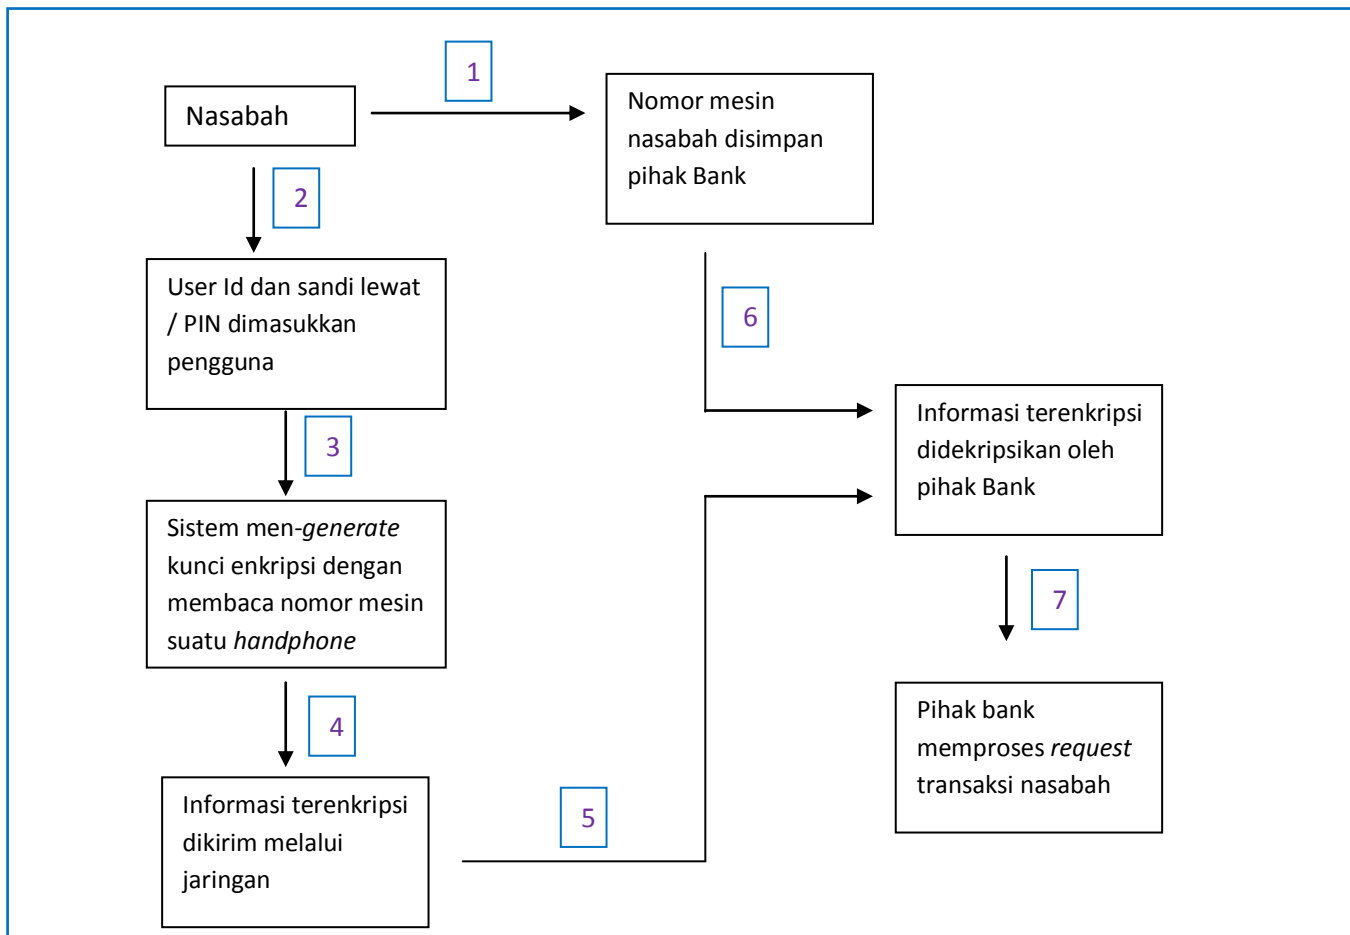 1
Nasabah
Nomor mesin
nasabah disimpan
pihak Bank
2
User Id dan sandi lewat
/ PIN dimasukkan
pengguna
6
3
Informasi terenkripsi
didekripsikan oleh
pihak Bank
Sistem men-generate
kunci enkripsi dengan
membaca nomor mesin
suatu handphone
7
4
Pihak bank
memproses request
transaksi nasabah
Informasi terenkripsi
dikirim melalui
jaringan
5